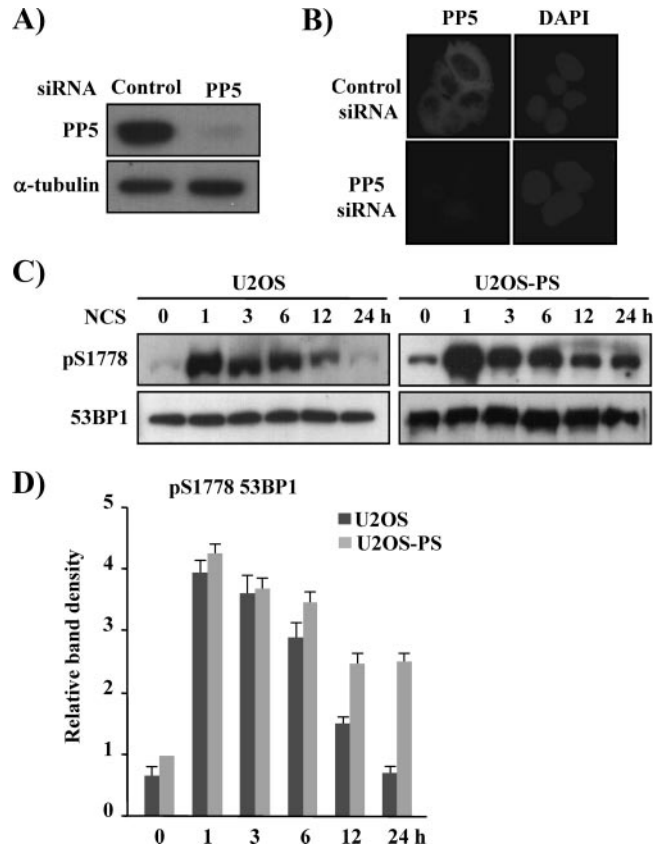 A)
siRNA Control PP5
PP5
α-tubulin
B)
PP5 DAPI
Control
siRNA
PP5
siRNA
C)
U2OS U2OS-PS
NCS 0 1 3 6 12 24 h 0 1 3 6 12 24 h
pS1778
53BP1
D)
pS1778 53BP1
U2OS
U2OS-PS
Relative band density
5
4
3
2
1
0
0 1 3 6 12 24 h